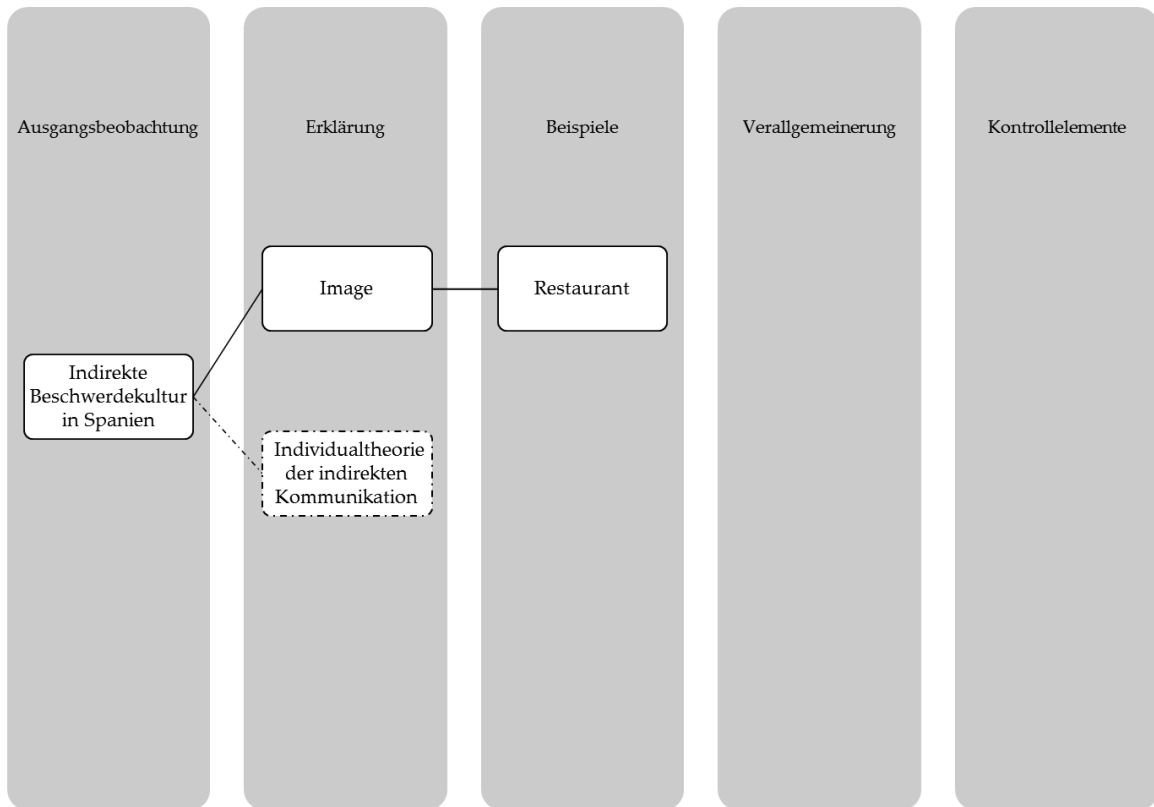 Ausgangsbeobachtung
Erklärung
Beispiele
Verallgemeinerung
Kontrollelemente
Image
Restaurant
Indirekte
Beschwerdekultur
in Spanien
Individualtheorie
der indirekten
Kommunikation